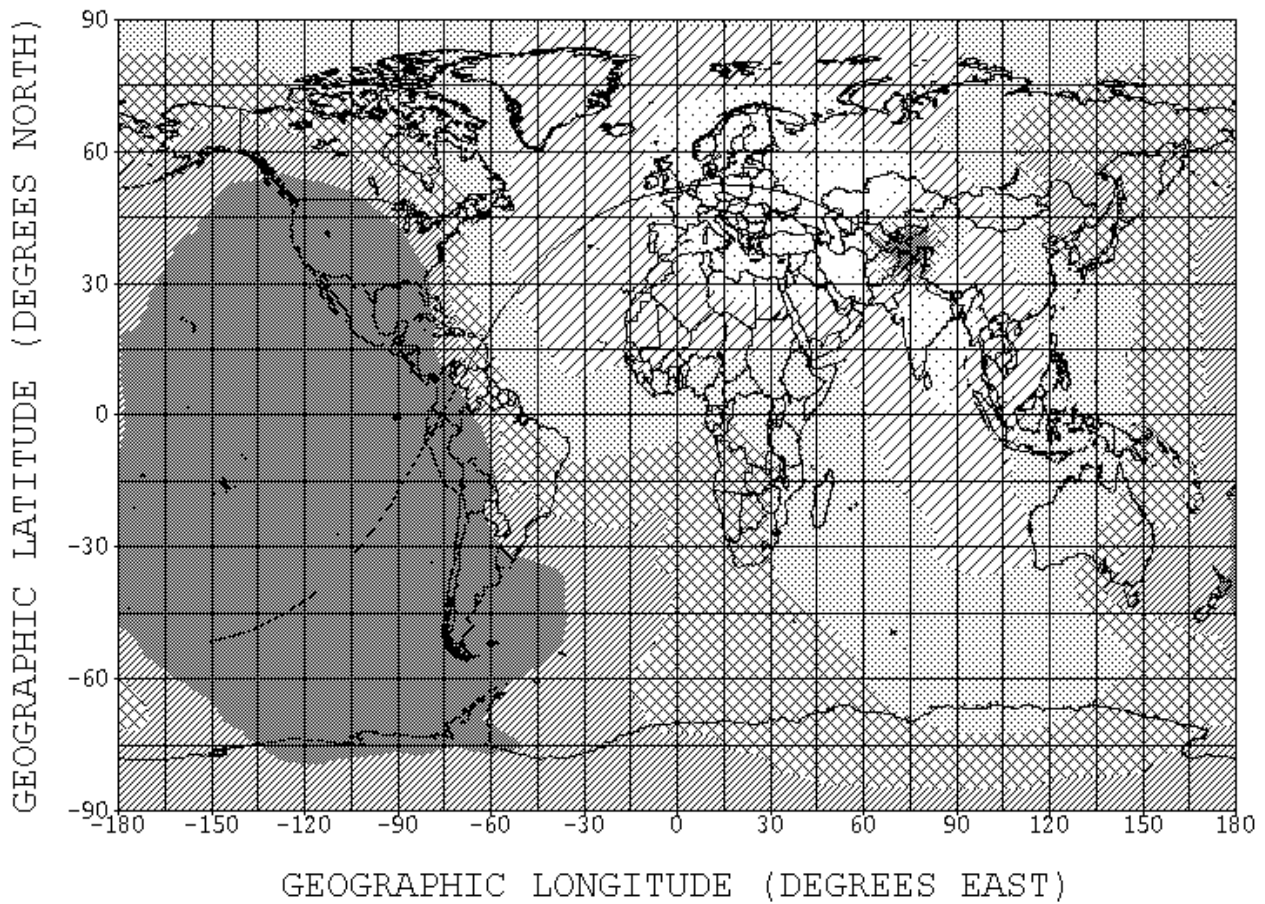 GEOGRAPHIC LATITUDE (DEGREES NORTH)
90
60
30
0
−30
−60
−90
−180 −150 −120 −90 −60 −30 0 30 60 90 120 150 180
GEOGRAPHIC LONGITUDE (DEGREES EAST)